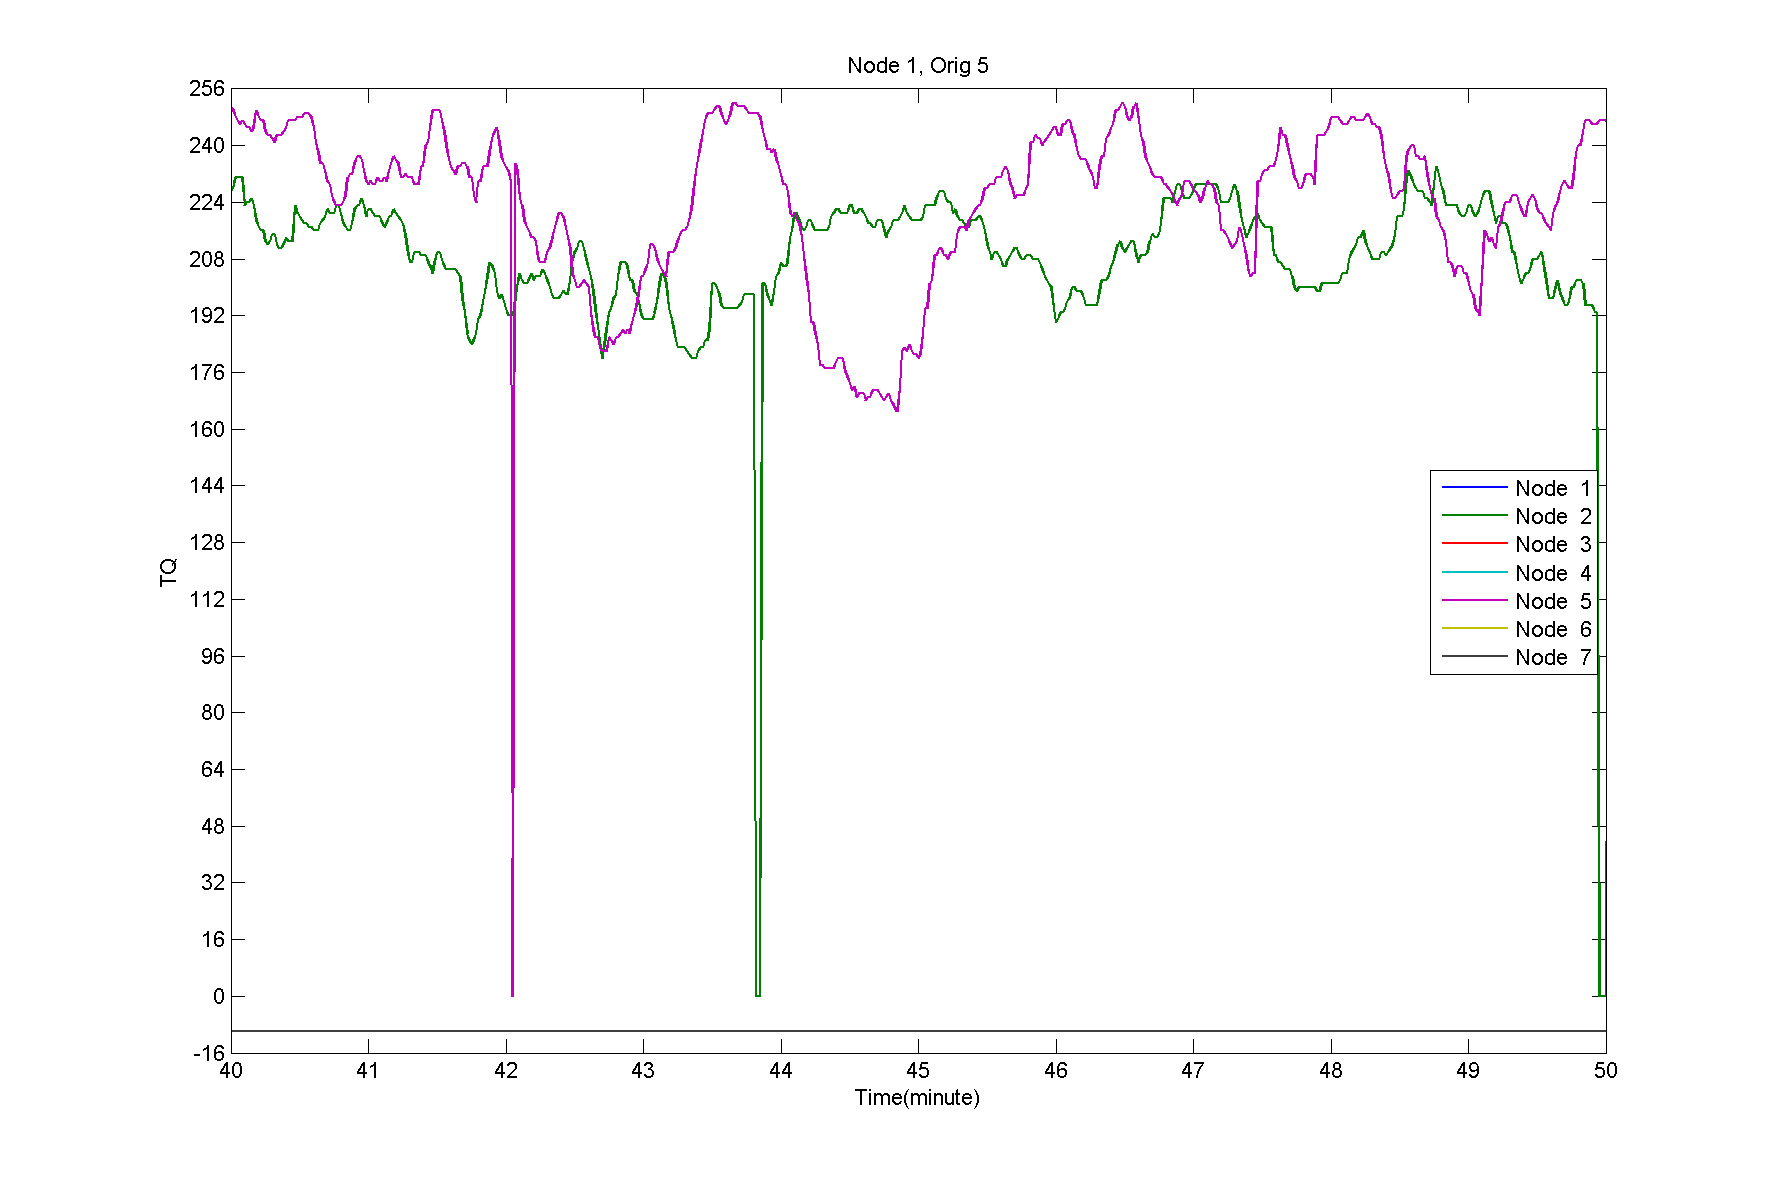 Node 1, Orig 5
256
240
224
208
192
176
160
144
128
112
96
80
64
48
32
16
0
-16
TQ
Node 1
Node 2
Node 3
Node 4
Node 5
Node 6
Node 7
40 41 42 43 44 45 46 47 48 49 50
Time(minute)